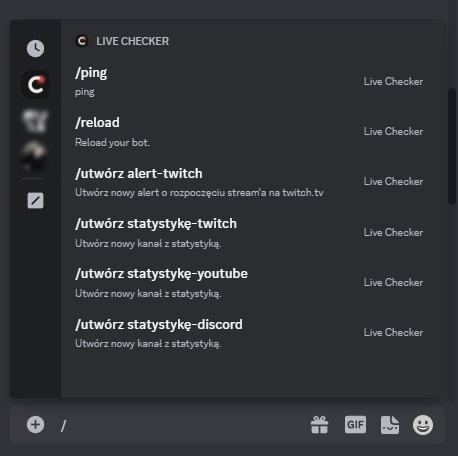 LIVE CHECKER
/ping
ping
Live Checker
/reload
Reload your bot.
Live Checker
/utwórz alert-twitch
Utwórz nowy alert o rozpoczęciu stream'a na twitch.tv
Live Checker
/utwórz statystykę-twitch
Utwórz nowy kanał z statystyką.
Live Checker
/utwórz statystykę-youtube
Utwórz nowy kanał z statystyką.
Live Checker
/utwórz statystykę-discord
Utwórz nowy kanał z statystyką.
Live Checker
/
GIF